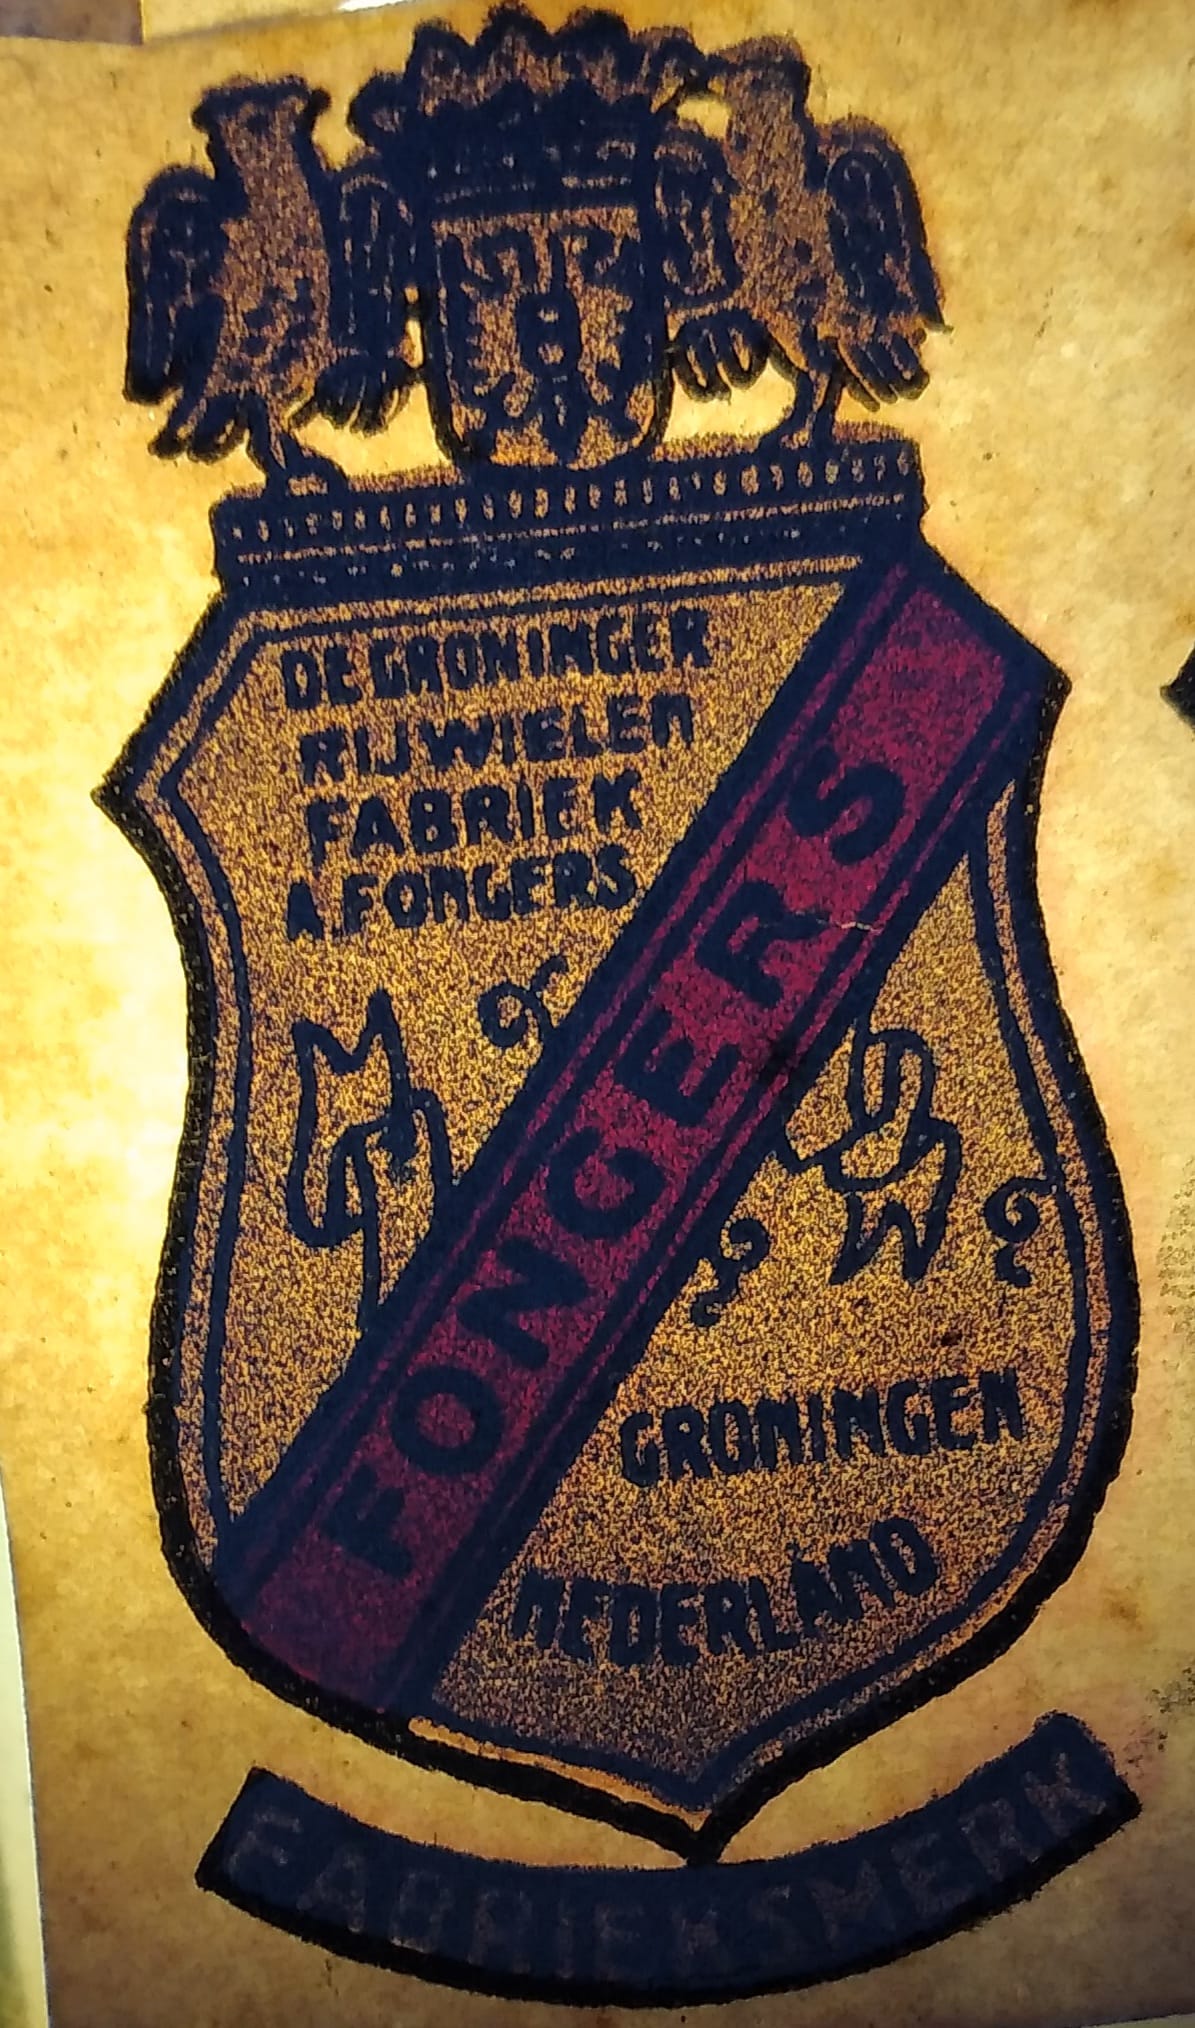 DE GRONINGER
RIJWIELEN
FABRIEK
A. FONGERS
FONGERS
GRONINGEN
NEDERLAND
FABRIEKSMERK